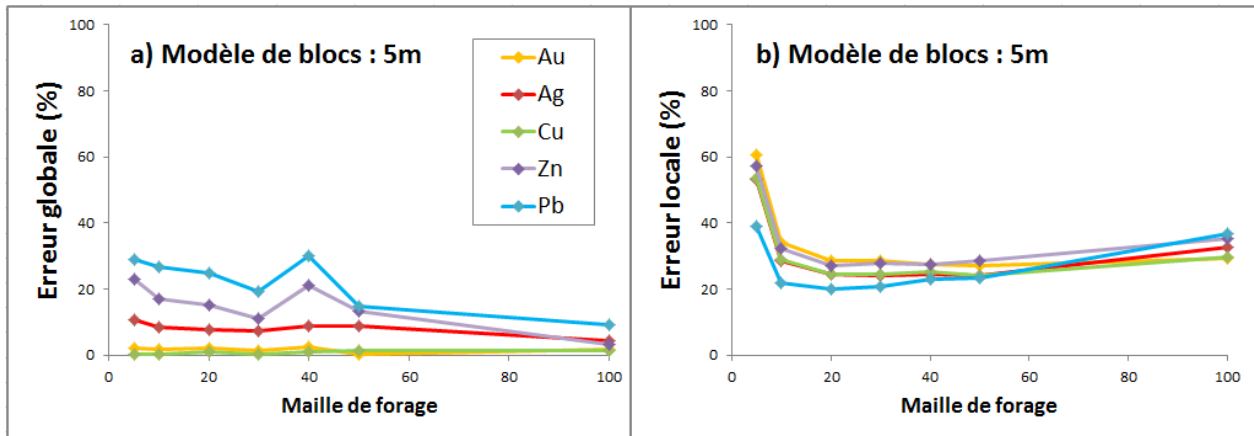 a) Modèle de blocs : 5m
Erreur globale (%)
100
80
60
40
20
0
0 20 40 60 80 100
Maille de forage
Au
Ag
Cu
Zn
Pb
b) Modèle de blocs : 5m
Erreur locale (%)
100
80
60
40
20
0
0 20 40 60 80 100
Maille de forage